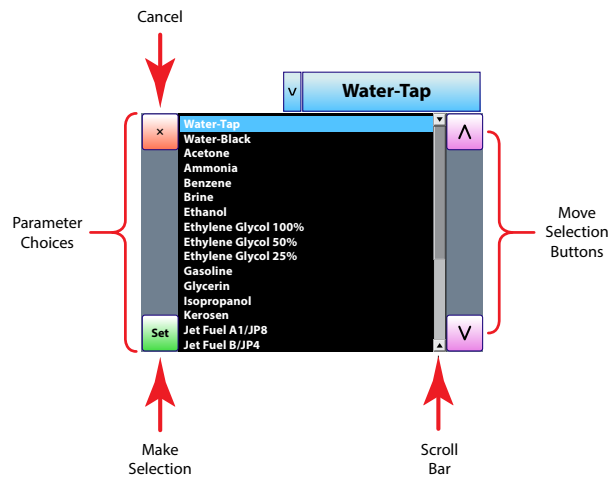 Cancel
v
Water-Tap
×
Water-Tap
Water-Black
Acetone
Ammonia
Benzene
Brine
Ethanol
Ethylene Glycol 100%
Ethylene Glycol 50%
Ethylene Glycol 25%
Gasoline
Glycerin
Isopropanol
Kerosen
Jet Fuel A1/JP8
Jet Fuel B/JP4
Set
Parameter
Choices
Move
Selection
Buttons
Make
Selection
Scroll
Bar